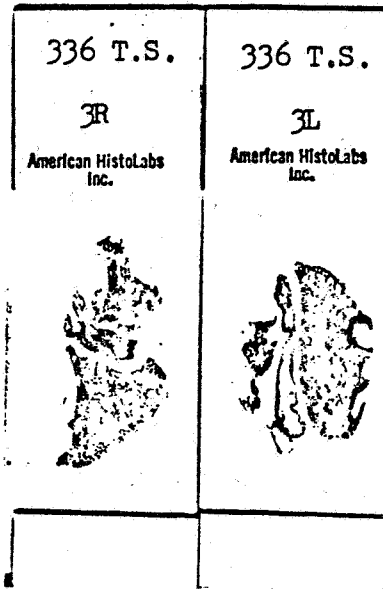 336 T.S.
3R
American HistoLabs
Inc.
336 T.S.
3L
American HistoLabs
Inc.